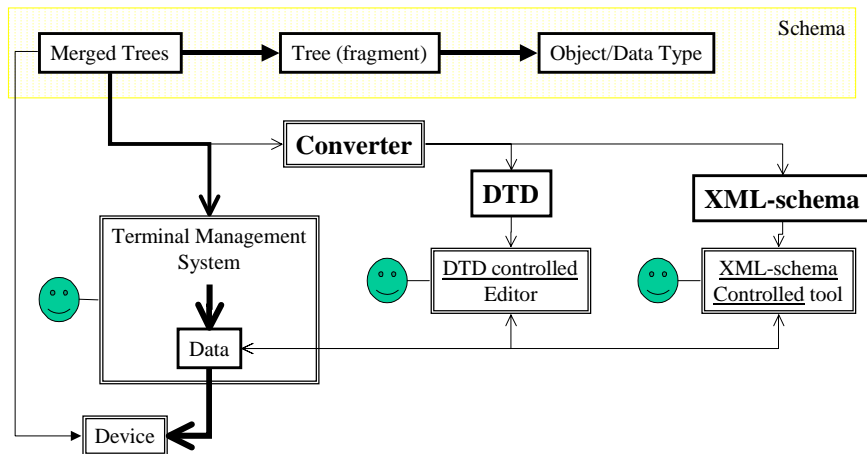 Schema
Merged Trees
Tree (fragment)
Object/Data Type
Converter
DTD
XML-schema
Terminal Management
System
DTD controlled
Editor
XML-schema
Controlled tool
Data
Device